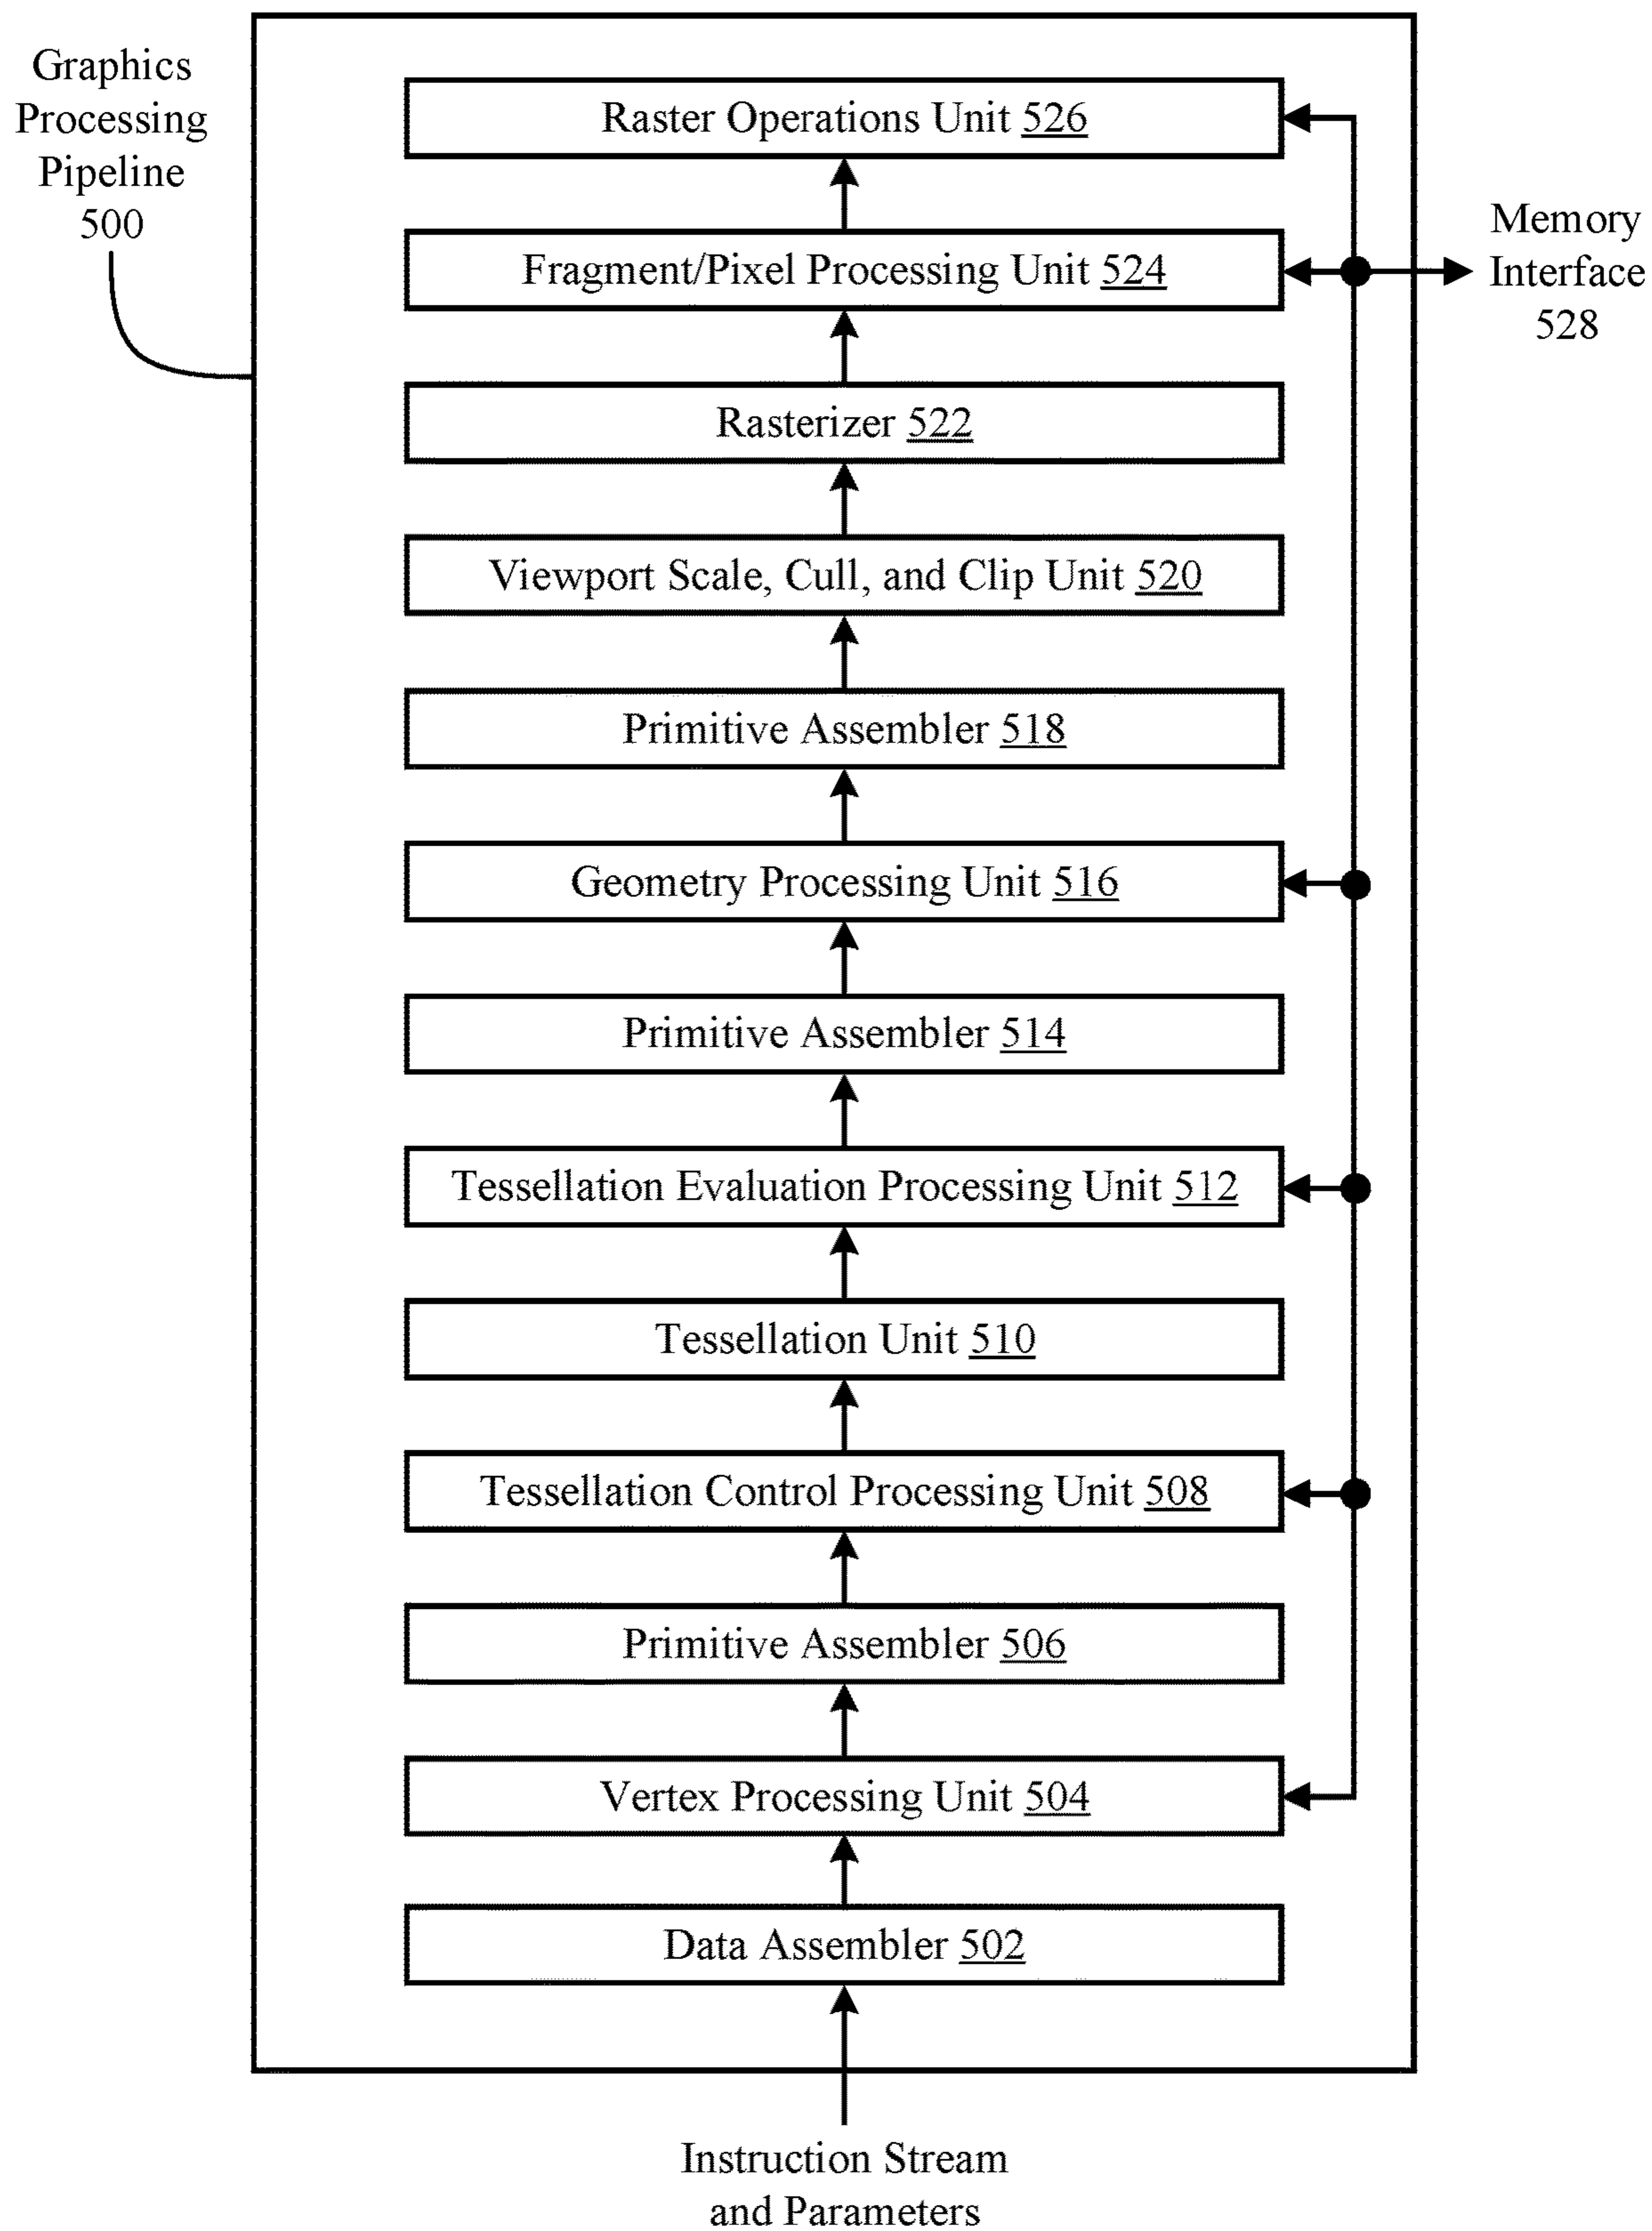 Graphics
Processing
Pipeline
500
Raster Operations Unit 526
Fragment/Pixel Processing Unit 524
Memory
Interface
528
Rasterizer 522
Viewport Scale, Cull, and Clip Unit 520
Primitive Assembler 518
Geometry Processing Unit 516
Primitive Assembler 514
Tessellation Evaluation Processing Unit 512
Tessellation Unit 510
Tessellation Control Processing Unit 508
Primitive Assembler 506
Vertex Processing Unit 504
Data Assembler 502
Instruction Stream
and Parameters